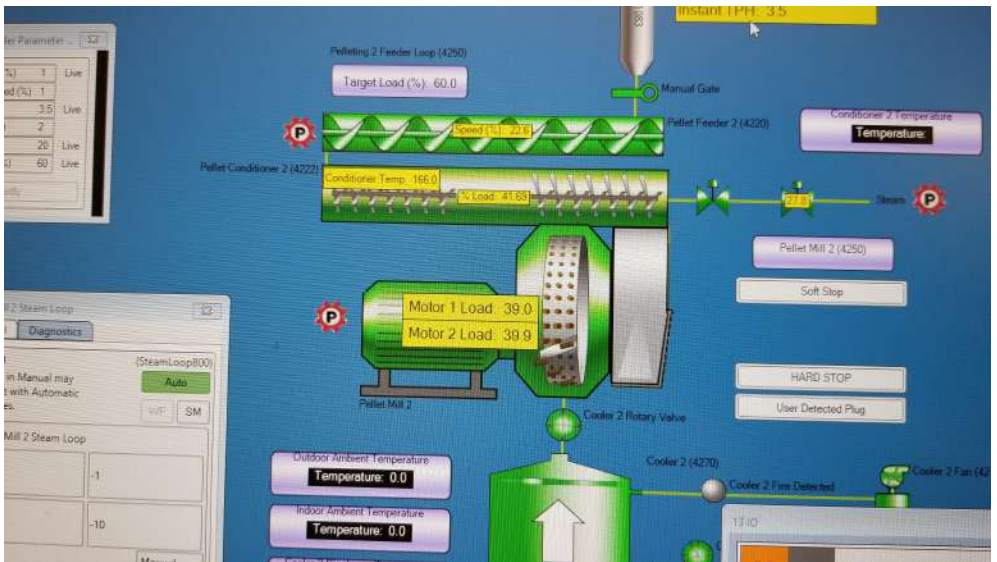 Instant TPH: 3.5
Live
3.5 Live
2
20 Live
60 Live
Pelleting 2 Feeder Loop (4250)
Target Load (%): 60.0
Manual Gate
Speed (%): 22.6
Pellet Feeder 2 (4220)
Conditioner 2 Temperature
Temperature:
P
Pellet Conditioner 2 (4222)
Conditioner Temp: 166.0
% Load: 41.69
27.8
Steam
P
Pellet Mill 2 (4250)
Soft Stop
HARD STOP
User Detected Plug
P
Motor 1 Load: 39.0
Motor 2 Load: 39.9
Pellet Mill 2
Cooler 2 Rotary Valve
Steam Loop
Diagnostics
(SteamLoop800)
in Manual may
with Automatic
Auto
WF
SM
Mill 2 Steam Loop
-1
-10
Outdoor Ambient Temperature
Temperature: 0.0
Indoor Ambient Temperature
Temperature: 0.0
Cooler 2 (4270)
Cooler 2 Fire Detected
Cooler 2 Fan (42